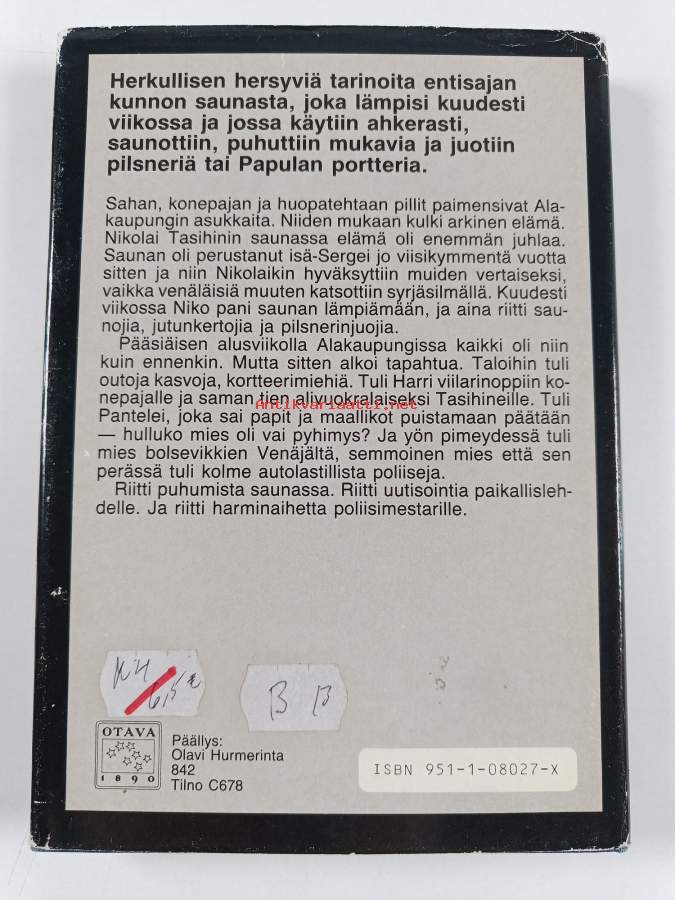 Herkullisen hersyviä tarinoita entisajan
kunnon saunasta, joka lämpisi kuudesti
viikossa ja jossa käytiin ahkerasti,
saunottiin, puhuttiin mukavia ja juotiin
pilsneriä tai Papulan portteria.
Sahan, konepajan ja huopatehtaan pillit paimensivat Ala-
kaupungin asukkaita. Niiden mukaan kulki arkinen elämä.
Nikolai Tasihinin saunassa elämä oli enemmän juhlaa.
Saunan oli perustanut isä-Sergei jo viisikymmentä vuotta
sitten ja niin Nikolaikin hyväksyttiin muiden vertaiseksi,
vaikka venäläisiä muuten katsottiin syrjäsilmällä. Kuudesti
viikossa Niko pani saunan lämpiämään, ja aina riitti sau-
nojia, jutunkertojia ja pilsnerinjuojia.
Pääsiäisen alusviikolla Alakaupungissa kaikki oli niin
kuin ennenkin. Mutta sitten alkoi tapahtua. Taloihin tuli
outoja kasvoja, kortteerimiehiä. Tuli Harri viilarinoppiin ko-
nepajalle ja saman tien alivuokralaiseksi Tasihineille. Tuli
Antikvariaatti.net
Pantelei, joka sai papit ja maallikot puistamaan päätään
— hulluko mies oli vai pyhimys? Ja yön pimeydessä tuli
mies bolsevikkien Venäjältä, semmoinen mies että sen
perässä tuli kolme autolastillista poliiseja.
Riitti puhumista saunassa. Riitti uutisointia paikallisleh-
delle. Ja riitti harminaihetta poliisimestarille.
K4
B B
OTAVA
1890
Päällys:
Olavi Hurmerinta
842
Tilno C678
ISBN 951-1-08027-X